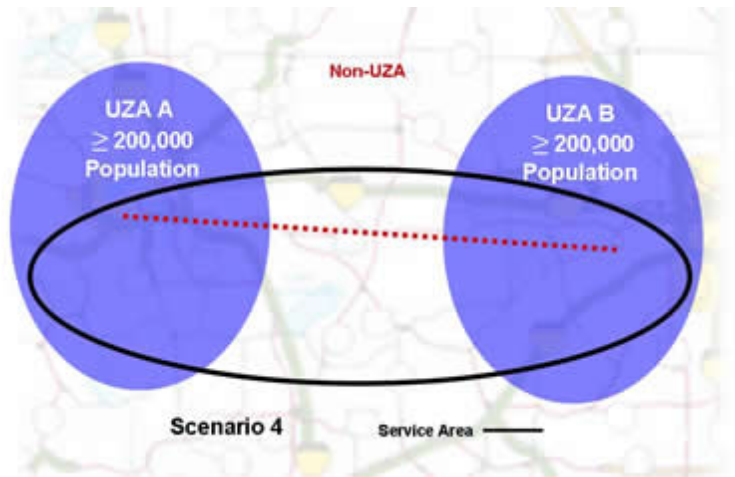 Non-UZA
UZA A
≥ 200,000
Population
UZA B
≥ 200,000
Population
Scenario 4
Service Area